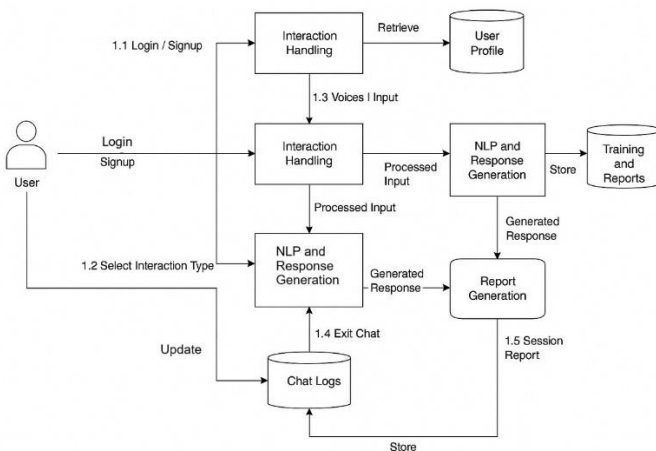 Interaction
Handling
Retrieve
User
Profile
1.1 Login / Signup
1.3 Voices | Input
Login
Signup
User
Interaction
Handling
Processed
Input
NLP and
Response
Generation
Store
Training
and
Reports
Processed Input
Generated
Response
1.2 Select Interaction Type
NLP and
Response
Generation
Generated
Response
Report
Generation
1.4 Exit Chat
1.5 Session
Report
Update
Chat Logs
Store